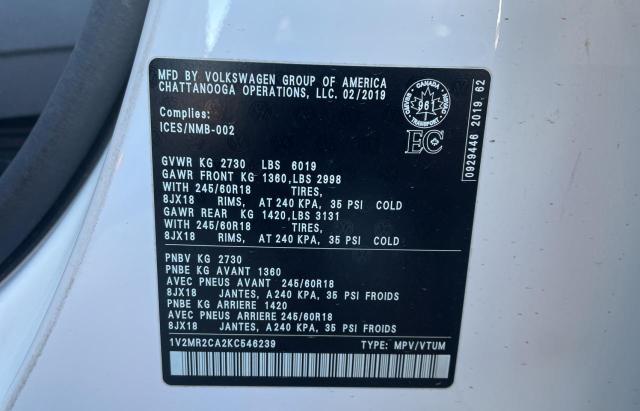 MFD BY VOLKSWAGEN GROUP OF AMERICA
CHATTANOOGA OPERATIONS, LLC. 02/2019
Complies:
ICES/NMB-002
CANADA
96
TRANSPORT
EC
0929446 2019.62
GVWR KG 2730 LBS 6019
GAWR FRONT KG 1360,LBS 2998
WITH 245/60R18 TIRES,
8JX18 RIMS, AT 240 KPA, 35 PSI COLD
GAWR REAR KG 1420,LBS 3131
WITH 245/60R18 TIRES,
8JX18 RIMS, AT 240 KPA, 35 PSI COLD
PNBV KG 2730
PNBE KG AVANT 1360
AVEC PNEUS AVANT 245/60R18
8JX18 JANTES, A240 KPA, 35 PSI FROIDS
PNBE KG ARRIERE 1420
AVEC PNEUS ARRIERE 245/60R18
8JX18 JANTES, A240 KPA, 35 PSI FROIDS
1V2MR2CA2KC546239 TYPE: MPV/VTUM